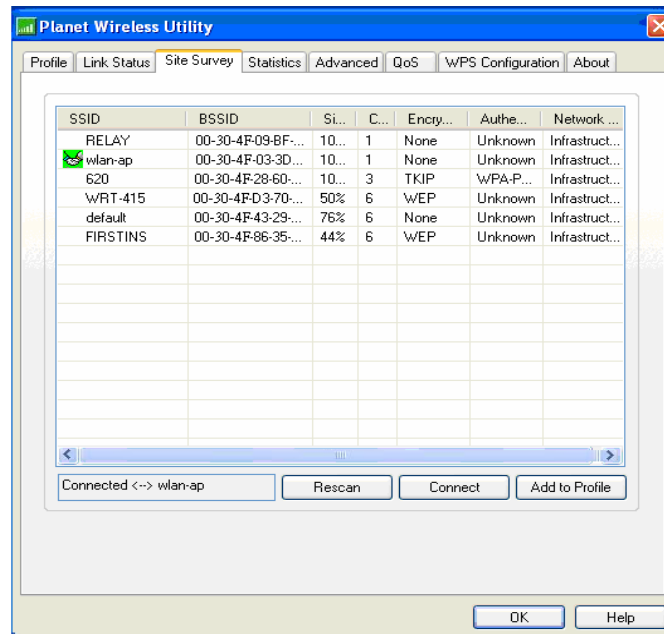 Planet Wireless Utility
Profile Link Status Site Survey Statistics Advanced QoS WPS Configuration About
SSID BSSID Si... C... Encry... Authe... Network ...
RELAY 00-30-4F-09-BF-... 10... 1 None Unknown Infrastruct...
wlan-ap 00-30-4F-03-3D... 10... 1 None Unknown Infrastruct...
620 00-30-4F-28-60-... 10... 3 TKIP WPA-P... Infrastruct...
WRT-415 00-30-4F-D3-70-... 50% 6 WEP Unknown Infrastruct...
default 00-30-4F-43-29-... 76% 6 None Unknown Infrastruct...
FIRSTINS 00-30-4F-86-35-... 44% 6 WEP Unknown Infrastruct...
Connected <--> wlan-ap Rescan Connect Add to Profile
OK Help